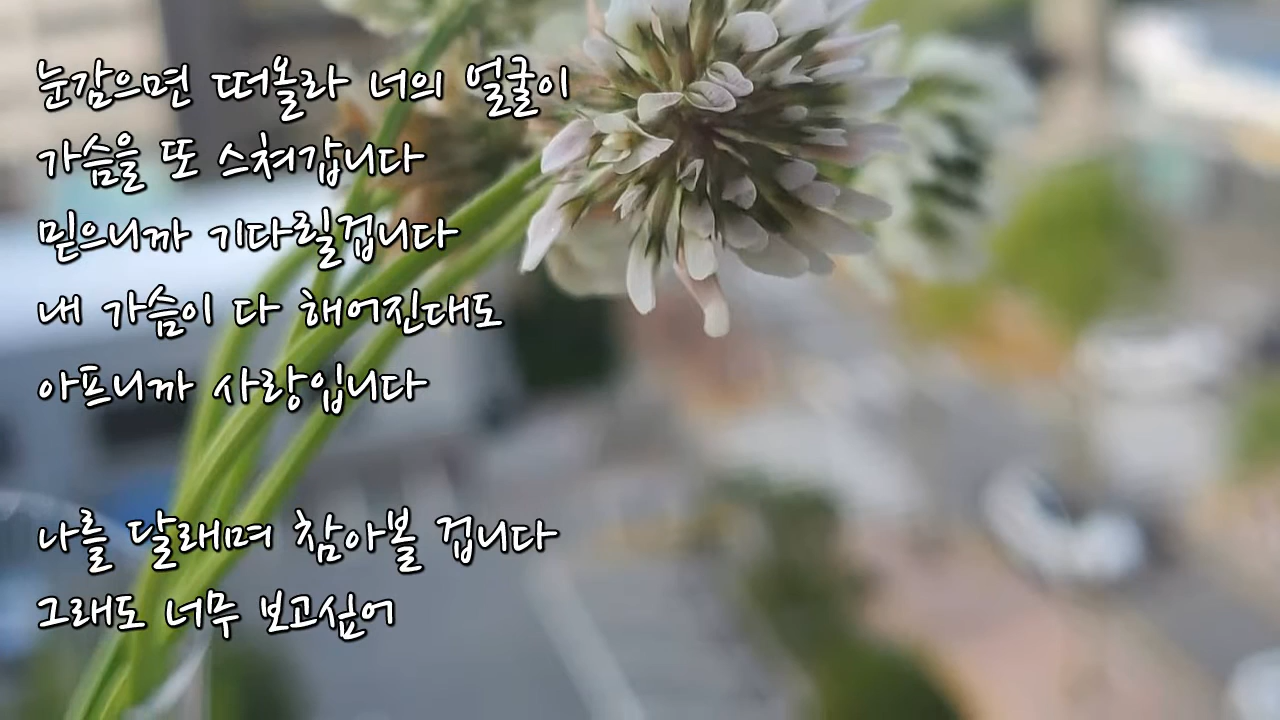 눈감으면 떠올라 너의 얼굴이
가슴을 또 스쳐갑니다
믿으니까 기다릴겁니다
내 가슴이 다 해어진대도
아프니까 사랑입니다
나를 달래며 참아볼 겁니다
그래도 너무 보고싶어